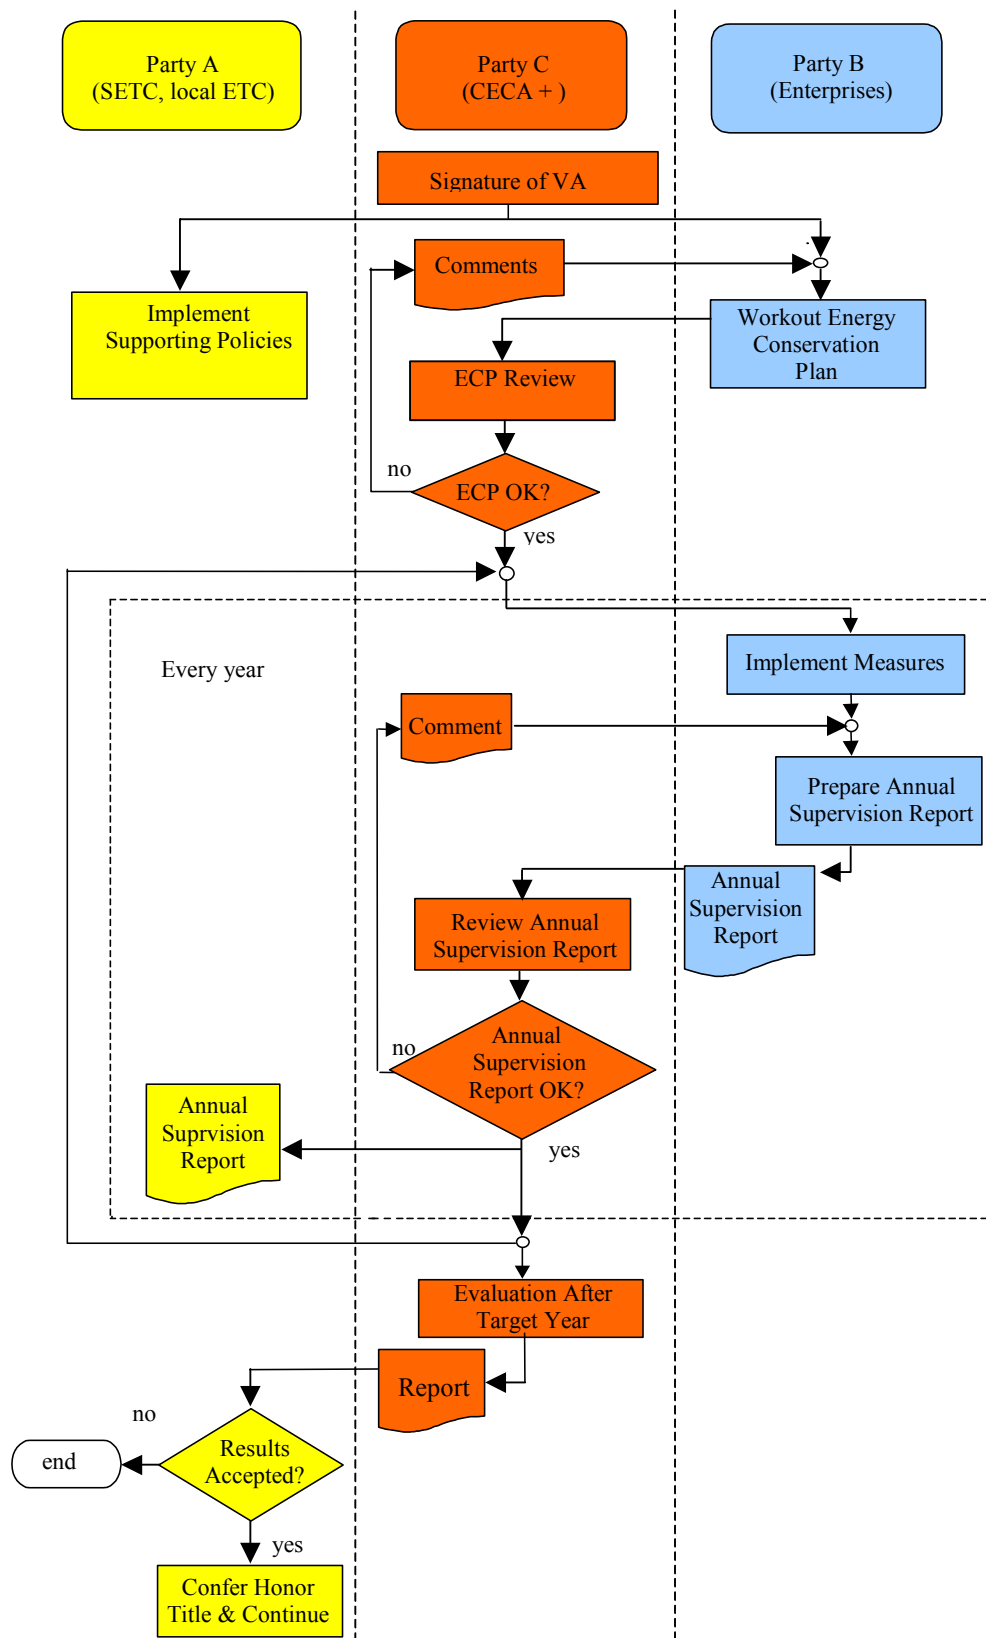 Party A
(SETC, local ETC)
Party C
(CECA + )
Party B
(Enterprises)
Signature of VA
Comments
Implement
Supporting Policies
Workout Energy
Conservation
Plan
ECP Review
no
ECP OK?
yes
Every year
Implement Measures
Comment
Prepare Annual
Supervision Report
Annual
Supervision
Report
Review Annual
Supervision Report
no
Annual
Supervision
Report OK?
Annual
Suprvision
Report
yes
Evaluation After
Target Year
Report
no
end
Results
Accepted?
yes
Confer Honor
Title & Continue